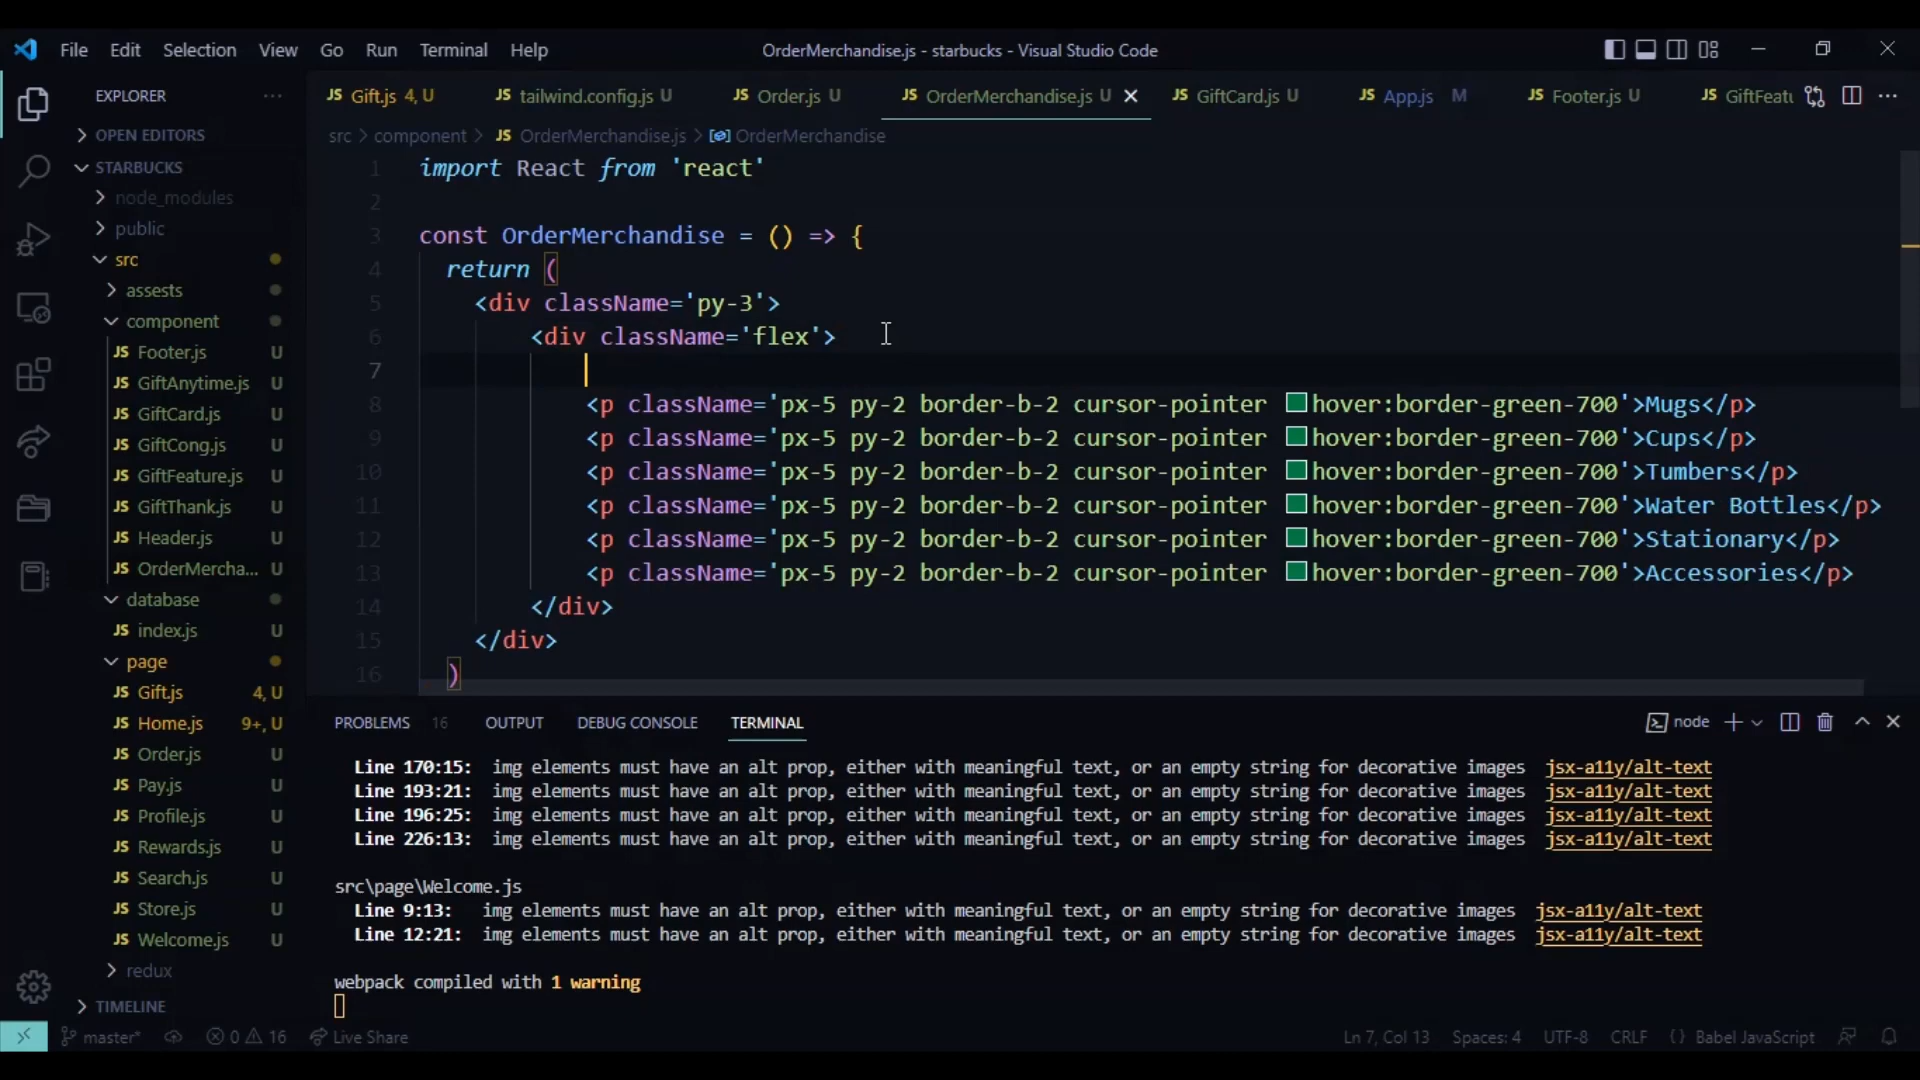 File Edit Selection View Go Run Terminal Help OrderMerchandise.js - starbucks - Visual Studio Code
EXPLORER ···
JS Gift.js 4, U JS tailwind.config.js U JS Order.js U JS OrderMerchandise.js U JS GiftCard.js U JS App.js M JS Footer.js U JS GiftFeatu
OPEN EDITORS
STARBUCKS
node_modules
public
src
assests
component
JS Footer.js U
JS GiftAnytime.js U
JS GiftCard.js U
JS GiftCong.js U
JS GiftFeature.js U
JS GiftThank.js U
JS Header.js U
JS OrderMercha... U
database
JS index.js U
page
JS Gift.js 4, U
JS Home.js 9+, U
JS Order.js U
JS Pay.js U
JS Profile.js U
JS Rewards.js U
JS Search.js U
JS Store.js U
JS Welcome.js U
redux
TIMELINE
src > component > JS OrderMerchandise.js > OrderMerchandise
1 import React from 'react'
2
3 const OrderMerchandise = () => {
4 return (
5 <div className='py-3'>
6 <div className='flex'>
7
8 <p className='px-5 py-2 border-b-2 cursor-pointer hover:border-green-700'>Mugs</p>
9 <p className='px-5 py-2 border-b-2 cursor-pointer hover:border-green-700'>Cups</p>
10 <p className='px-5 py-2 border-b-2 cursor-pointer hover:border-green-700'>Tumbers</p>
11 <p className='px-5 py-2 border-b-2 cursor-pointer hover:border-green-700'>Water Bottles</p>
12 <p className='px-5 py-2 border-b-2 cursor-pointer hover:border-green-700'>Stationary</p>
13 <p className='px-5 py-2 border-b-2 cursor-pointer hover:border-green-700'>Accessories</p>
14 </div>
15 </div>
16 )
PROBLEMS 16 OUTPUT DEBUG CONSOLE TERMINAL node
Line 170:15: img elements must have an alt prop, either with meaningful text, or an empty string for decorative images jsx-a11y/alt-text
Line 193:21: img elements must have an alt prop, either with meaningful text, or an empty string for decorative images jsx-a11y/alt-text
Line 196:25: img elements must have an alt prop, either with meaningful text, or an empty string for decorative images jsx-a11y/alt-text
Line 226:13: img elements must have an alt prop, either with meaningful text, or an empty string for decorative images jsx-a11y/alt-text
src\page\Welcome.js
Line 9:13: img elements must have an alt prop, either with meaningful text, or an empty string for decorative images jsx-a11y/alt-text
Line 12:21: img elements must have an alt prop, either with meaningful text, or an empty string for decorative images jsx-a11y/alt-text
webpack compiled with 1 warning
master* 0 16 Live Share Ln 7, Col 13 Spaces: 4 UTF-8 CRLF {} Babel JavaScript